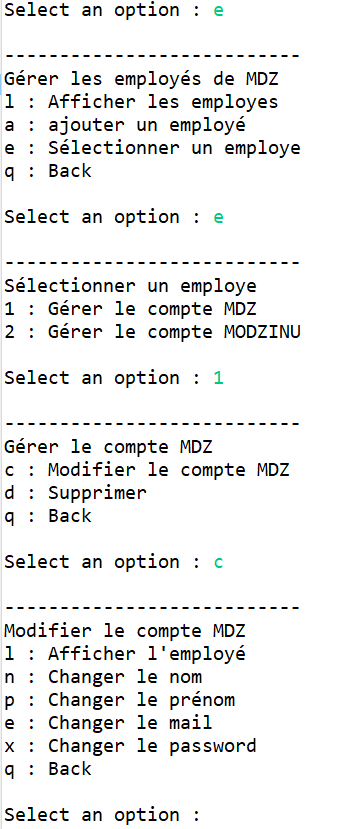 Select an option : e
---------------------------
Gérer les employés de MDZ
l : Afficher les employes
a : ajouter un employé
e : Sélectionner un employe
q : Back
Select an option : e
---------------------------
Sélectionner un employe
1 : Gérer le compte MDZ
2 : Gérer le compte MODZINU
Select an option : 1
---------------------------
Gérer le compte MDZ
c : Modifier le compte MDZ
d : Supprimer
q : Back
Select an option : c
---------------------------
Modifier le compte MDZ
l : Afficher l'employé
n : Changer le nom
p : Changer le prénom
e : Changer le mail
x : Changer le password
q : Back
Select an option :